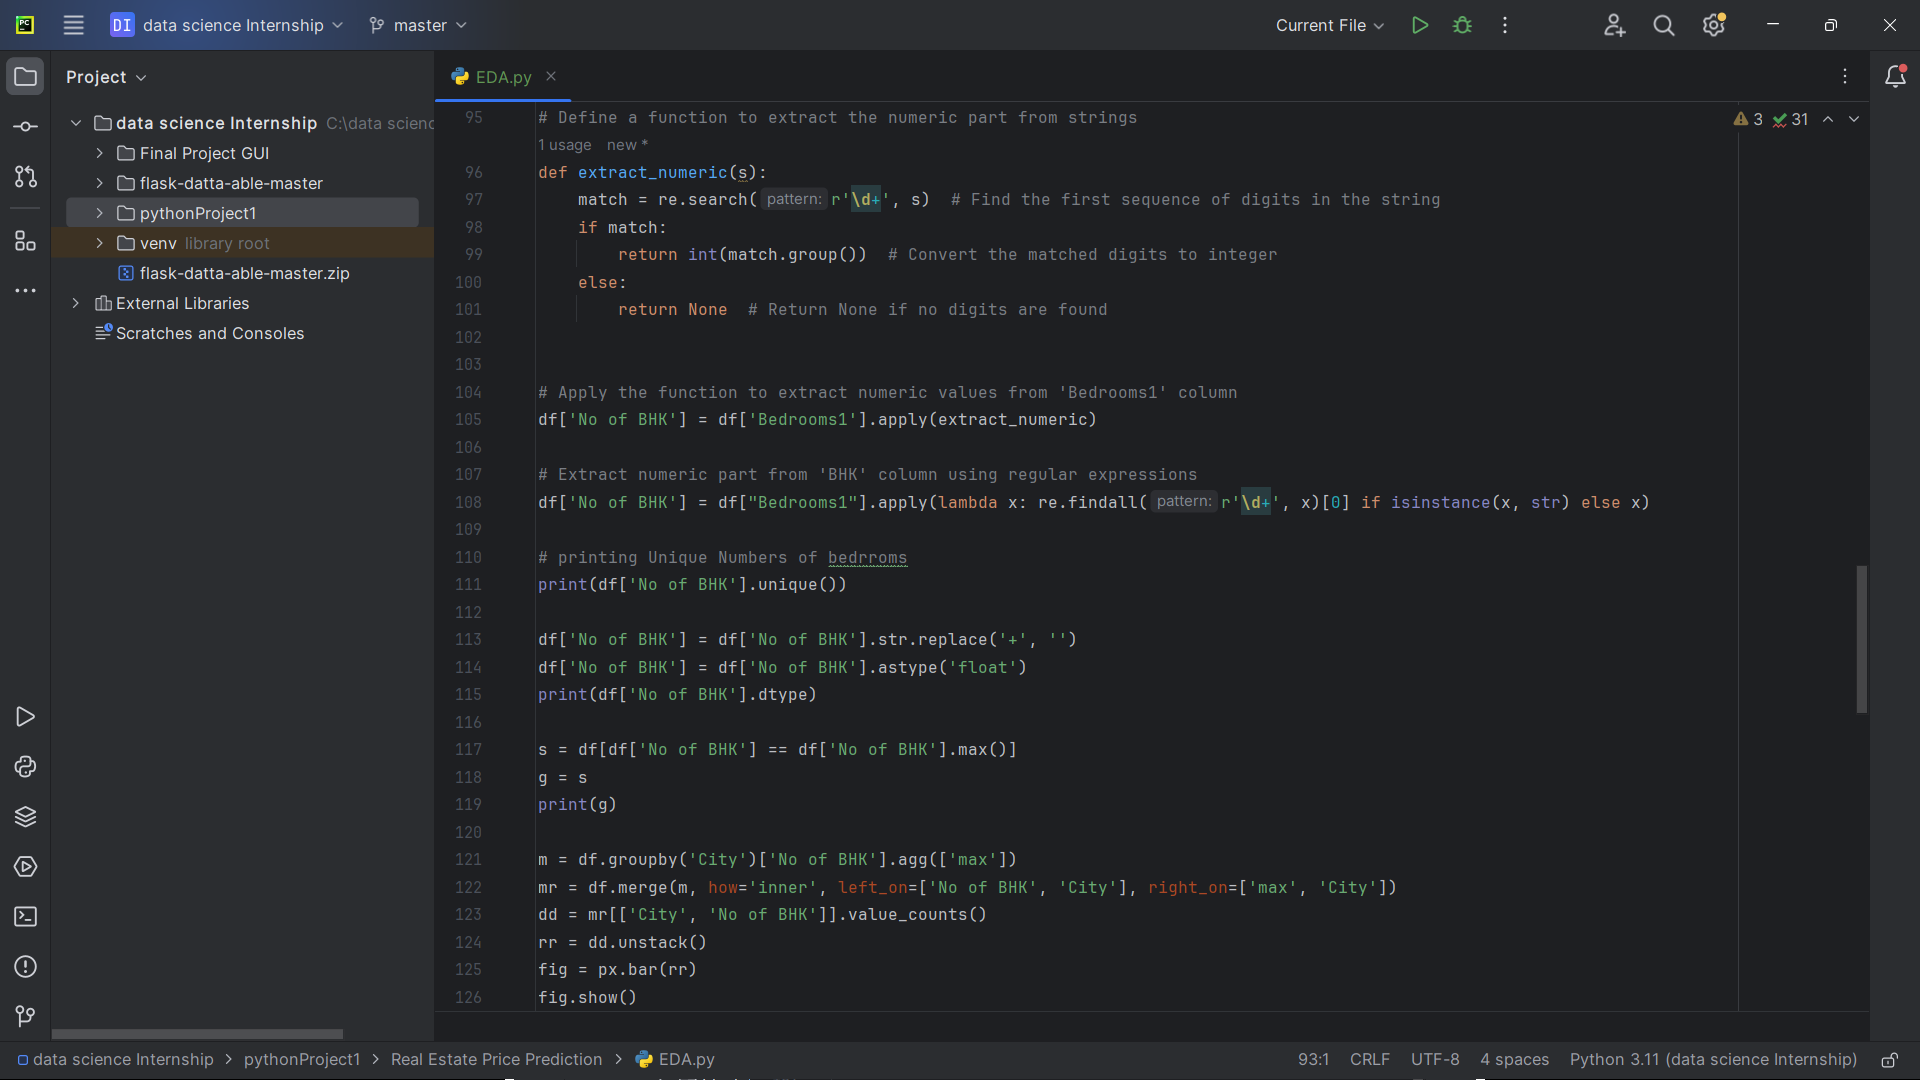 PC
DI data science Internship master Current File
Project
EDA.py
data science Internship C:\data scienc
Final Project GUI
flask-datta-able-master
pythonProject1
venv library root
flask-datta-able-master.zip
External Libraries
Scratches and Consoles
3 31
95 # Define a function to extract the numeric part from strings
1 usage new *
96 def extract_numeric(s):
97 match = re.search( pattern: r'\d+', s) # Find the first sequence of digits in the string
98 if match:
99 return int(match.group()) # Convert the matched digits to integer
100 else:
101 return None # Return None if no digits are found
102
103
104 # Apply the function to extract numeric values from 'Bedrooms1' column
105 df['No of BHK'] = df['Bedrooms1'].apply(extract_numeric)
106
107 # Extract numeric part from 'BHK' column using regular expressions
108 df['No of BHK'] = df["Bedrooms1"].apply(lambda x: re.findall( pattern: r'\d+', x)[0] if isinstance(x, str) else x)
109
110 # printing Unique Numbers of bedrroms
111 print(df['No of BHK'].unique())
112
113 df['No of BHK'] = df['No of BHK'].str.replace('+', '')
114 df['No of BHK'] = df['No of BHK'].astype('float')
115 print(df['No of BHK'].dtype)
116
117 s = df[df['No of BHK'] == df['No of BHK'].max()]
118 g = s
119 print(g)
120
121 m = df.groupby('City')['No of BHK'].agg(['max'])
122 mr = df.merge(m, how='inner', left_on=['No of BHK', 'City'], right_on=['max', 'City'])
123 dd = mr[['City', 'No of BHK']].value_counts()
124 rr = dd.unstack()
125 fig = px.bar(rr)
126 fig.show()
data science Internship > pythonProject1 > Real Estate Price Prediction > EDA.py 93:1 CRLF UTF-8 4 spaces Python 3.11 (data science Internship)